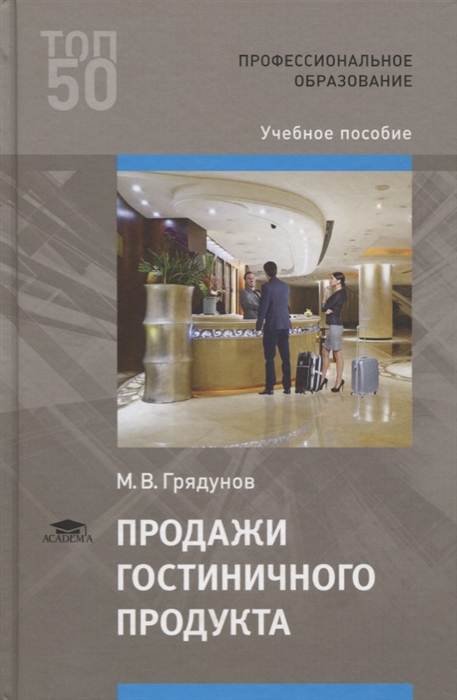 ТОП
50
ПРОФЕССИОНАЛЬНОЕ
ОБРАЗОВАНИЕ
Учебное пособие
М. В. Грядунов
ACADEMA
ПРОДАЖИ
ГОСТИНИЧНОГО
ПРОДУКТА